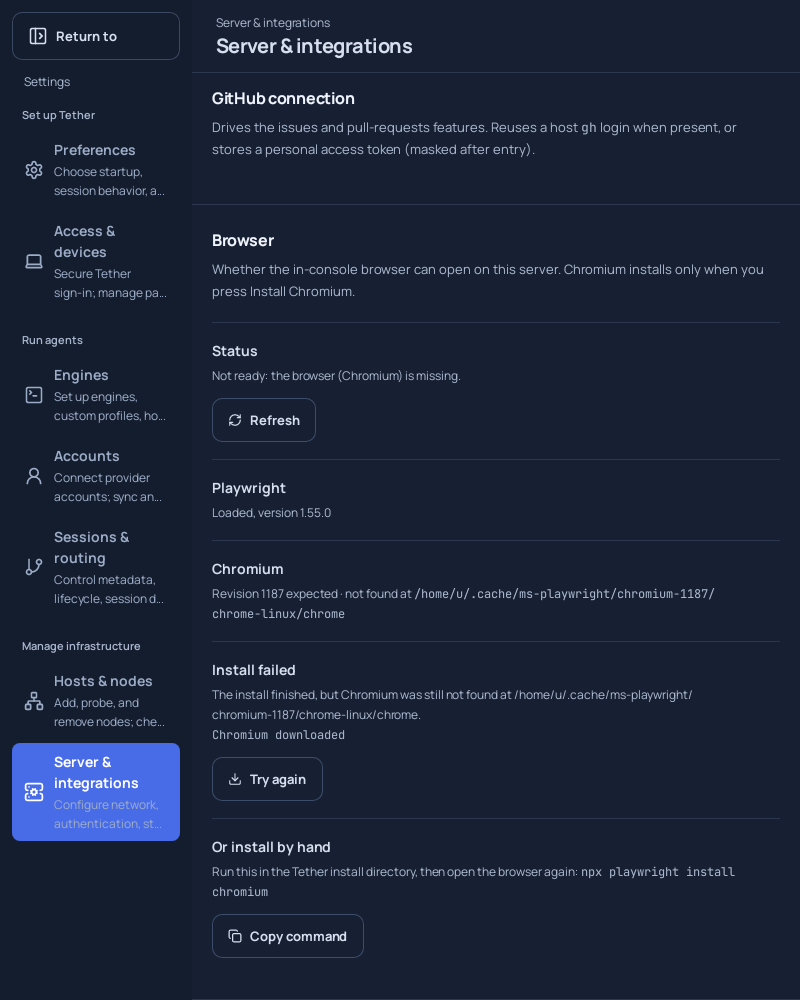 Return to
Settings
Set up Tether
Preferences
Choose startup,
session behavior, a...
Access &
devices
Secure Tether
sign-in; manage pa...
Run agents
Engines
Set up engines,
custom profiles, ho...
Accounts
Connect provider
accounts; sync an...
Sessions &
routing
Control metadata,
lifecycle, session d...
Manage infrastructure
Hosts & nodes
Add, probe, and
remove nodes; che...
Server &
integrations
Configure network,
authentication, st...
Server & integrations
Server & integrations
GitHub connection
Drives the issues and pull-requests features. Reuses a host gh login when present, or
stores a personal access token (masked after entry).
Browser
Whether the in-console browser can open on this server. Chromium installs only when you
press Install Chromium.
Status
Not ready: the browser (Chromium) is missing.
Refresh
Playwright
Loaded, version 1.55.0
Chromium
Revision 1187 expected · not found at /home/u/.cache/ms-playwright/chromium-1187/
chrome-linux/chrome
Install failed
The install finished, but Chromium was still not found at /home/u/.cache/ms-playwright/
chromium-1187/chrome-linux/chrome.
Chromium downloaded
Try again
Or install by hand
Run this in the Tether install directory, then open the browser again: npx playwright install
chromium
Copy command